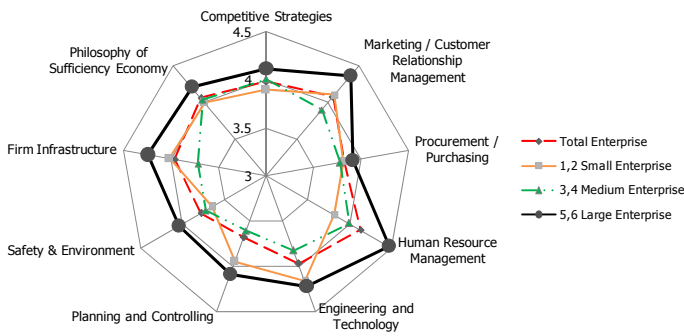 Competitive Strategies
4.5
4
3.5
3
Marketing / Customer
Relationship
Management
Procurement /
Purchasing
Human Resource
Management
Engineering and
Technology
Planning and Controlling
Safety & Environment
Firm Infrastructure
Philosophy of
Sufficiency Economy
Total Enterprise
1,2 Small Enterprise
3,4 Medium Enterprise
5,6 Large Enterprise